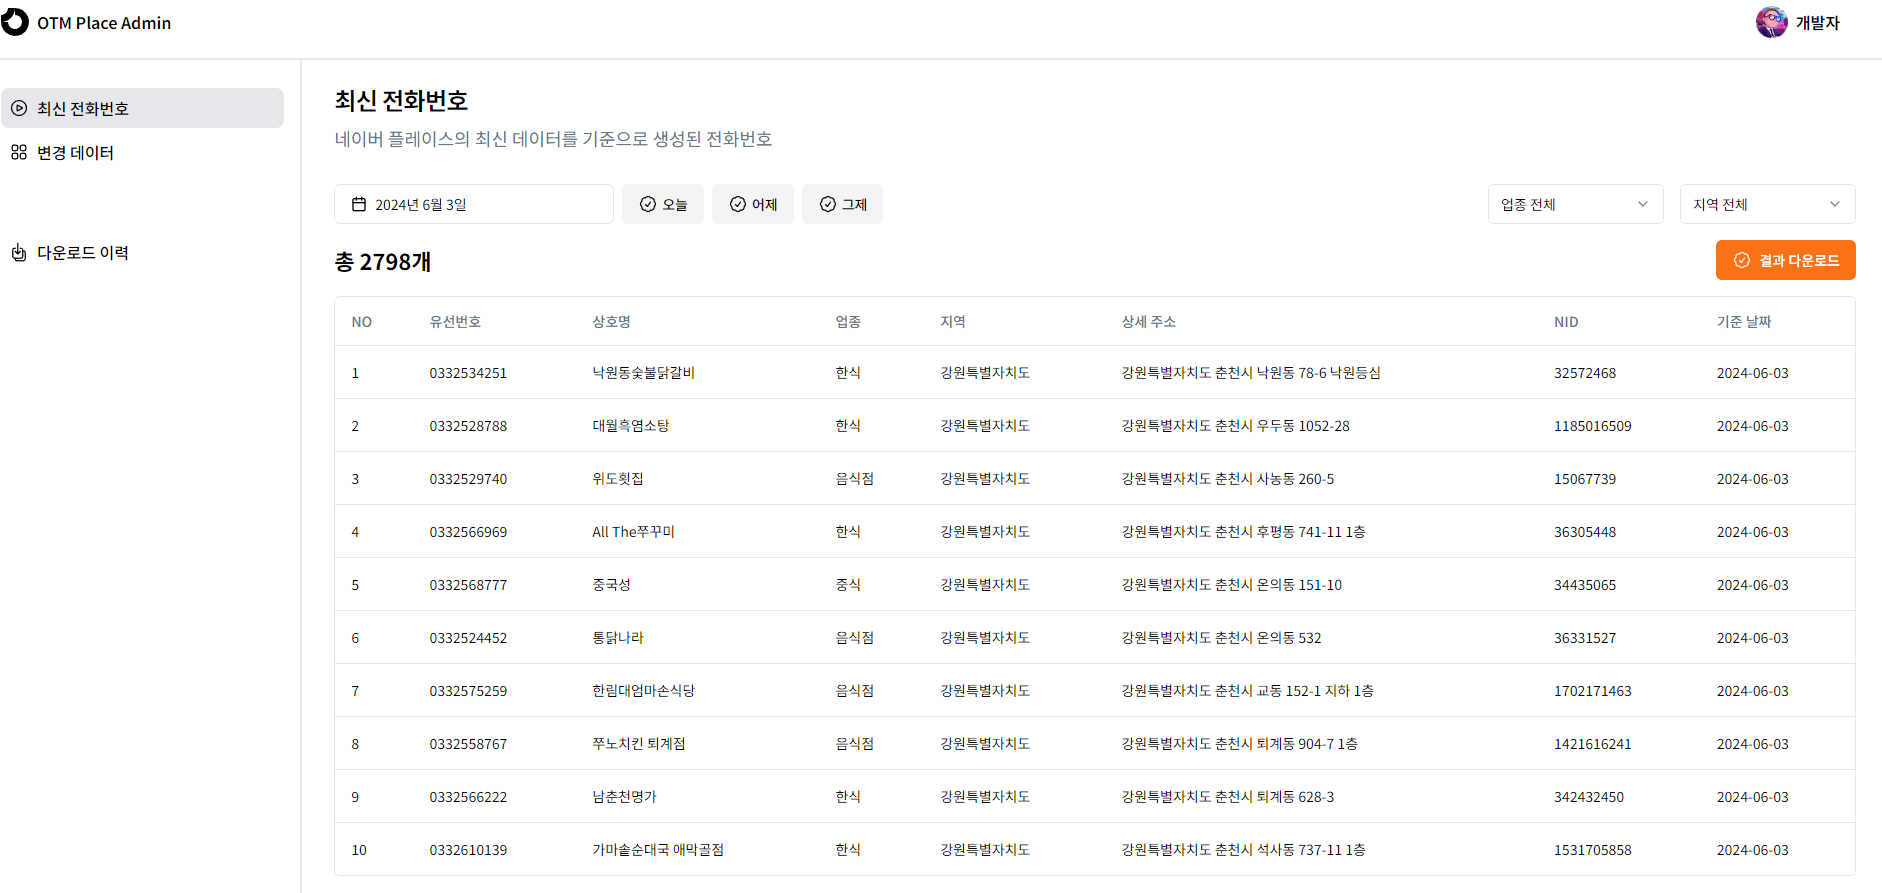 OTM Place Admin
개발자
최신 전화번호
변경 데이터
다운로드 이력
최신 전화번호
네이버 플레이스의 최신 데이터를 기준으로 생성된 전화번호
2024년 6월 3일 오늘 어제 그제 업종 전체 지역 전체
총 2798개 결과 다운로드
NO 유선번호 상호명 업종 지역 상세 주소 NID 기준 날짜
1 0332534251 낙원동숯불닭갈비 한식 강원특별자치도 강원특별자치도 춘천시 낙원동 78-6 낙원등심 32572468 2024-06-03
2 0332528788 대월흑염소탕 한식 강원특별자치도 강원특별자치도 춘천시 우두동 1052-28 1185016509 2024-06-03
3 0332529740 위도횟집 음식점 강원특별자치도 강원특별자치도 춘천시 사농동 260-5 15067739 2024-06-03
4 0332566969 All The쭈꾸미 한식 강원특별자치도 강원특별자치도 춘천시 후평동 741-11 1층 36305448 2024-06-03
5 0332568777 중국성 중식 강원특별자치도 강원특별자치도 춘천시 온의동 151-10 34435065 2024-06-03
6 0332524452 통닭나라 음식점 강원특별자치도 강원특별자치도 춘천시 온의동 532 36331527 2024-06-03
7 0332575259 한림대엄마손식당 음식점 강원특별자치도 강원특별자치도 춘천시 교동 152-1 지하 1층 1702171463 2024-06-03
8 0332558767 쭈노치킨 퇴계점 음식점 강원특별자치도 강원특별자치도 춘천시 퇴계동 904-7 1층 1421616241 2024-06-03
9 0332566222 남춘천명가 한식 강원특별자치도 강원특별자치도 춘천시 퇴계동 628-3 342432450 2024-06-03
10 0332610139 가마솥순대국 애막골점 한식 강원특별자치도 강원특별자치도 춘천시 석사동 737-11 1층 1531705858 2024-06-03